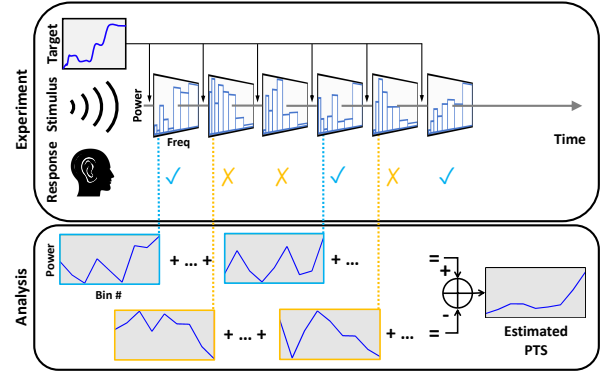 Experiment
Target
Stimulus
Response
Power
Freq
Time
✓ X X ✓ X ✓
Analysis
Power
Bin #
+ ... +
+ ...
=
+ ... +
+ ...
=
+
-
Estimated
PTS